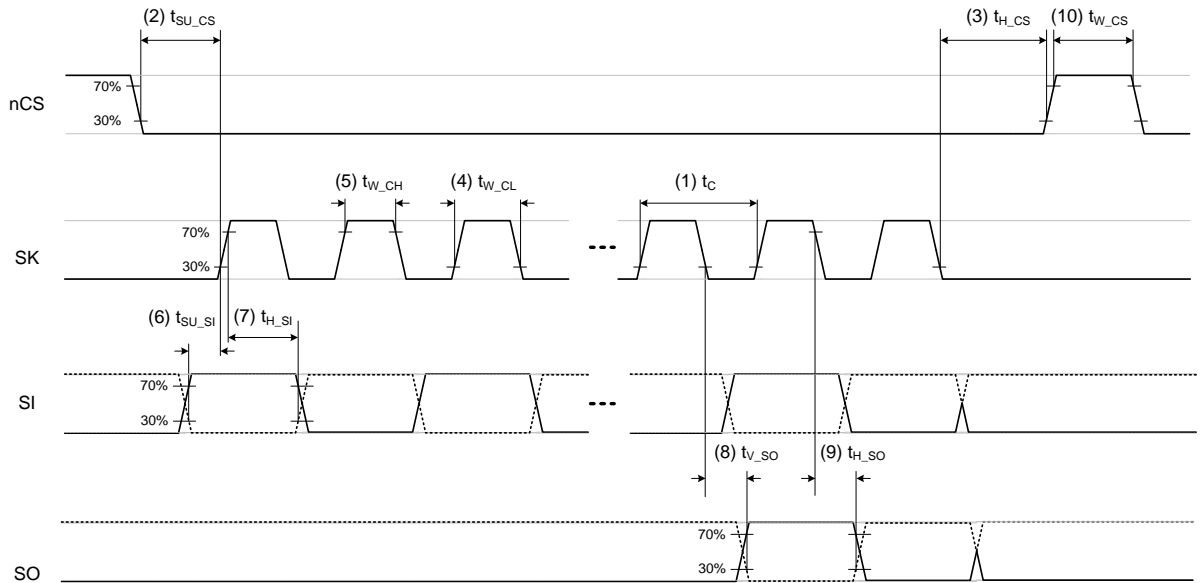 (2) tSU_CS
(3) tH_CS
(10) tW_CS
70%
nCS
30%
(5) tW_CH
(4) tW_CL
(1) tC
70%
SK
30%
(6) tSU_SI
(7) tH_SI
70%
SI
30%
(8) tV_SO
(9) tH_SO
70%
30%
SO